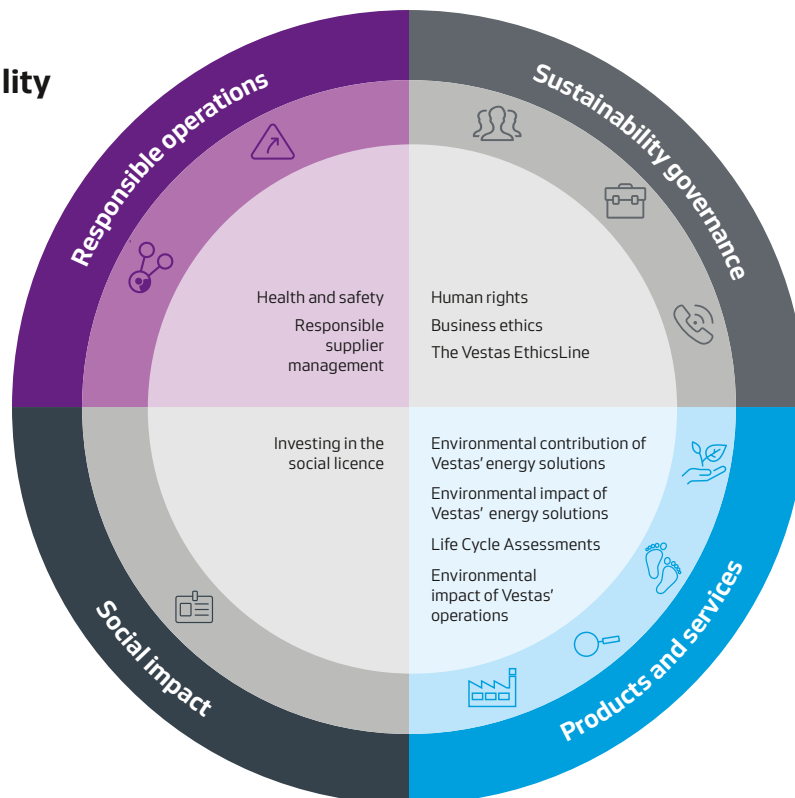 lity
Responsible operations
Sustainability governance
Health and safety
Responsible
supplier
management
Human rights
Business ethics
The Vestas EthicsLine
Investing in the
social licence
Environmental contribution of
Vestas' energy solutions
Environmental impact of
Vestas' energy solutions
Life Cycle Assessments
Environmental
impact of Vestas'
operations
Social impact
Products and services